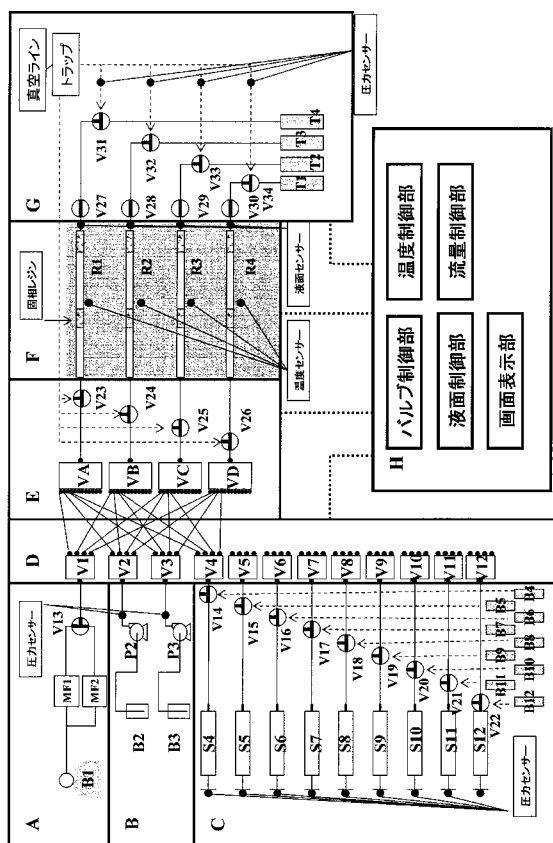 A
B1
MF1
MF2
V13
圧力センサー
B
B2
B3
P2
P3
C
S4
S5
S6
S7
S8
S9
S10
S11
S12
V14
V15
V16
V17
V18
V19
V20
V21
V22
B4
B5
B6
B7
B8
B9
B10
B11
B12
圧力センサー
D
V1
V2
V3
V4
V5
V6
V7
V8
V9
V10
V11
V12
E
VA
VB
VC
VD
V23
V24
V25
V26
F
固相レジン
R1
R2
R3
R4
温度センサー
液面センサー
G
真空ライン
トラップ
V27
V28
V29
V30
V31
V32
V33
V34
T1
T2
T3
T4
圧力センサー
H
バルブ制御部
温度制御部
液面制御部
流量制御部
画面表示部